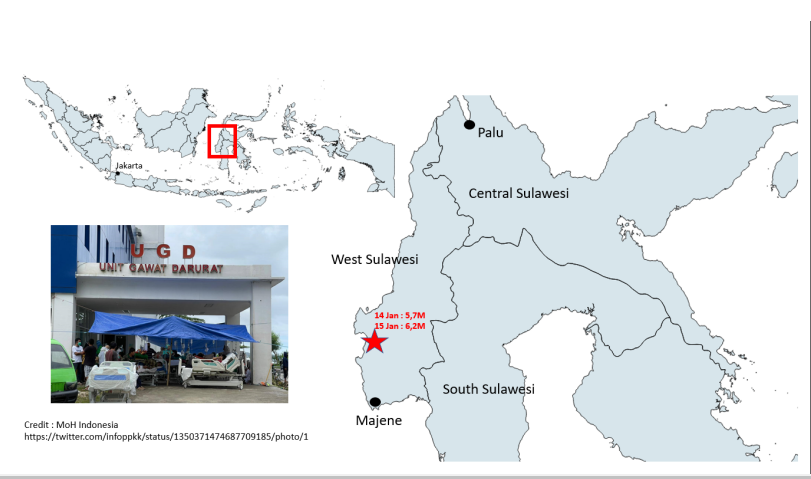 Jakarta
Palu
Central Sulawesi
West Sulawesi
14 Jan : 5,7M
15 Jan : 6,2M
South Sulawesi
Majene
U G D
UNIT GAWAT DARURAT
Credit : MoH Indonesia
https://twitter.com/infoppkk/status/1350371474687709185/photo/1